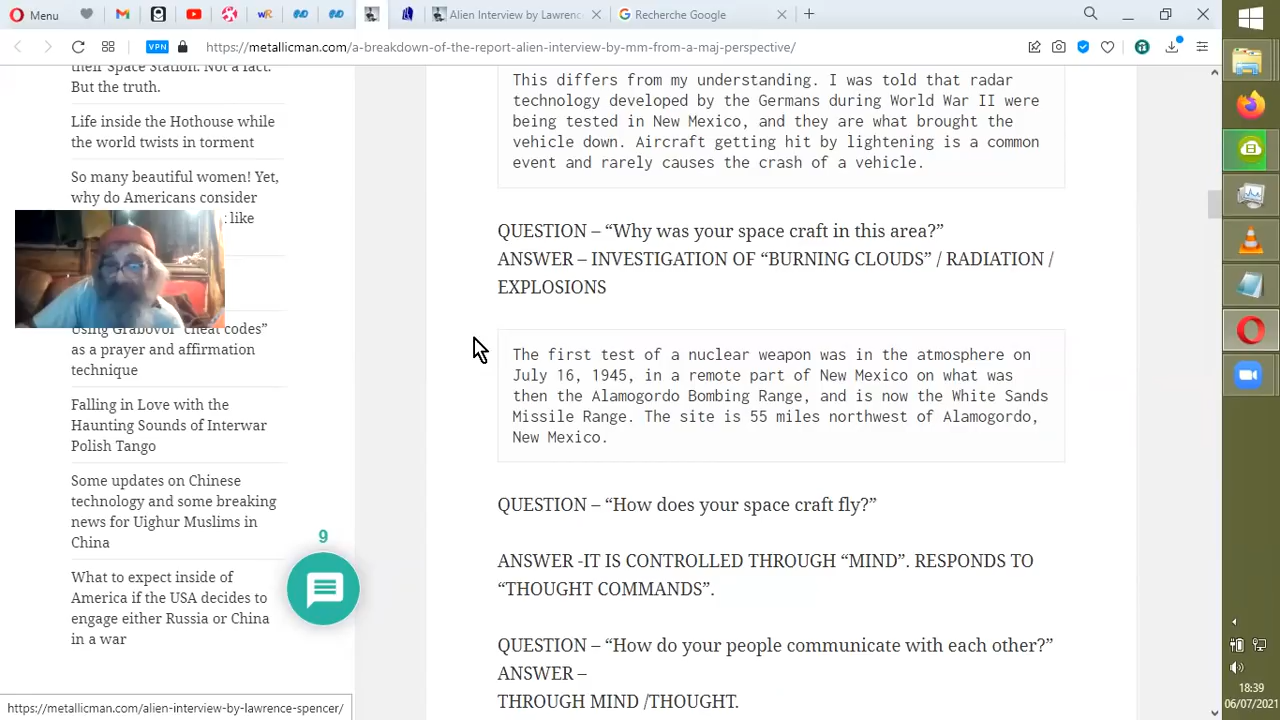 Menu
wR
Alien Interview by Lawrenc
Recherche Google
VPN
https://metallicman.com/a-breakdown-of-the-report-alien-interview-by-mm-from-a-maj-perspective/
their Space Station. Not a fact.
But the truth.
Life inside the Hothouse while
the world twists in torment
So many beautiful women! Yet,
why do Americans consider
like
Using Grabovoi “cheat codes”
as a prayer and affirmation
technique
Falling in Love with the
Haunting Sounds of Interwar
Polish Tango
Some updates on Chinese
technology and some breaking
news for Uighur Muslims in
China
9
What to expect inside of
America if the USA decides to
engage either Russia or China
in a war
https://metallicman.com/alien-interview-by-lawrence-spencer/
This differs from my understanding. I was told that radar
technology developed by the Germans during World War II were
being tested in New Mexico, and they are what brought the
vehicle down. Aircraft getting hit by lightening is a common
event and rarely causes the crash of a vehicle.
QUESTION – “Why was your space craft in this area?”
ANSWER – INVESTIGATION OF “BURNING CLOUDS” / RADIATION /
EXPLOSIONS
The first test of a nuclear weapon was in the atmosphere on
July 16, 1945, in a remote part of New Mexico on what was
then the Alamogordo Bombing Range, and is now the White Sands
Missile Range. The site is 55 miles northwest of Alamogordo,
New Mexico.
QUESTION – “How does your space craft fly?”
ANSWER -IT IS CONTROLLED THROUGH “MIND”. RESPONDS TO
“THOUGHT COMMANDS”.
QUESTION – “How do your people communicate with each other?”
ANSWER –
THROUGH MIND /THOUGHT.
18:39
06/07/2021